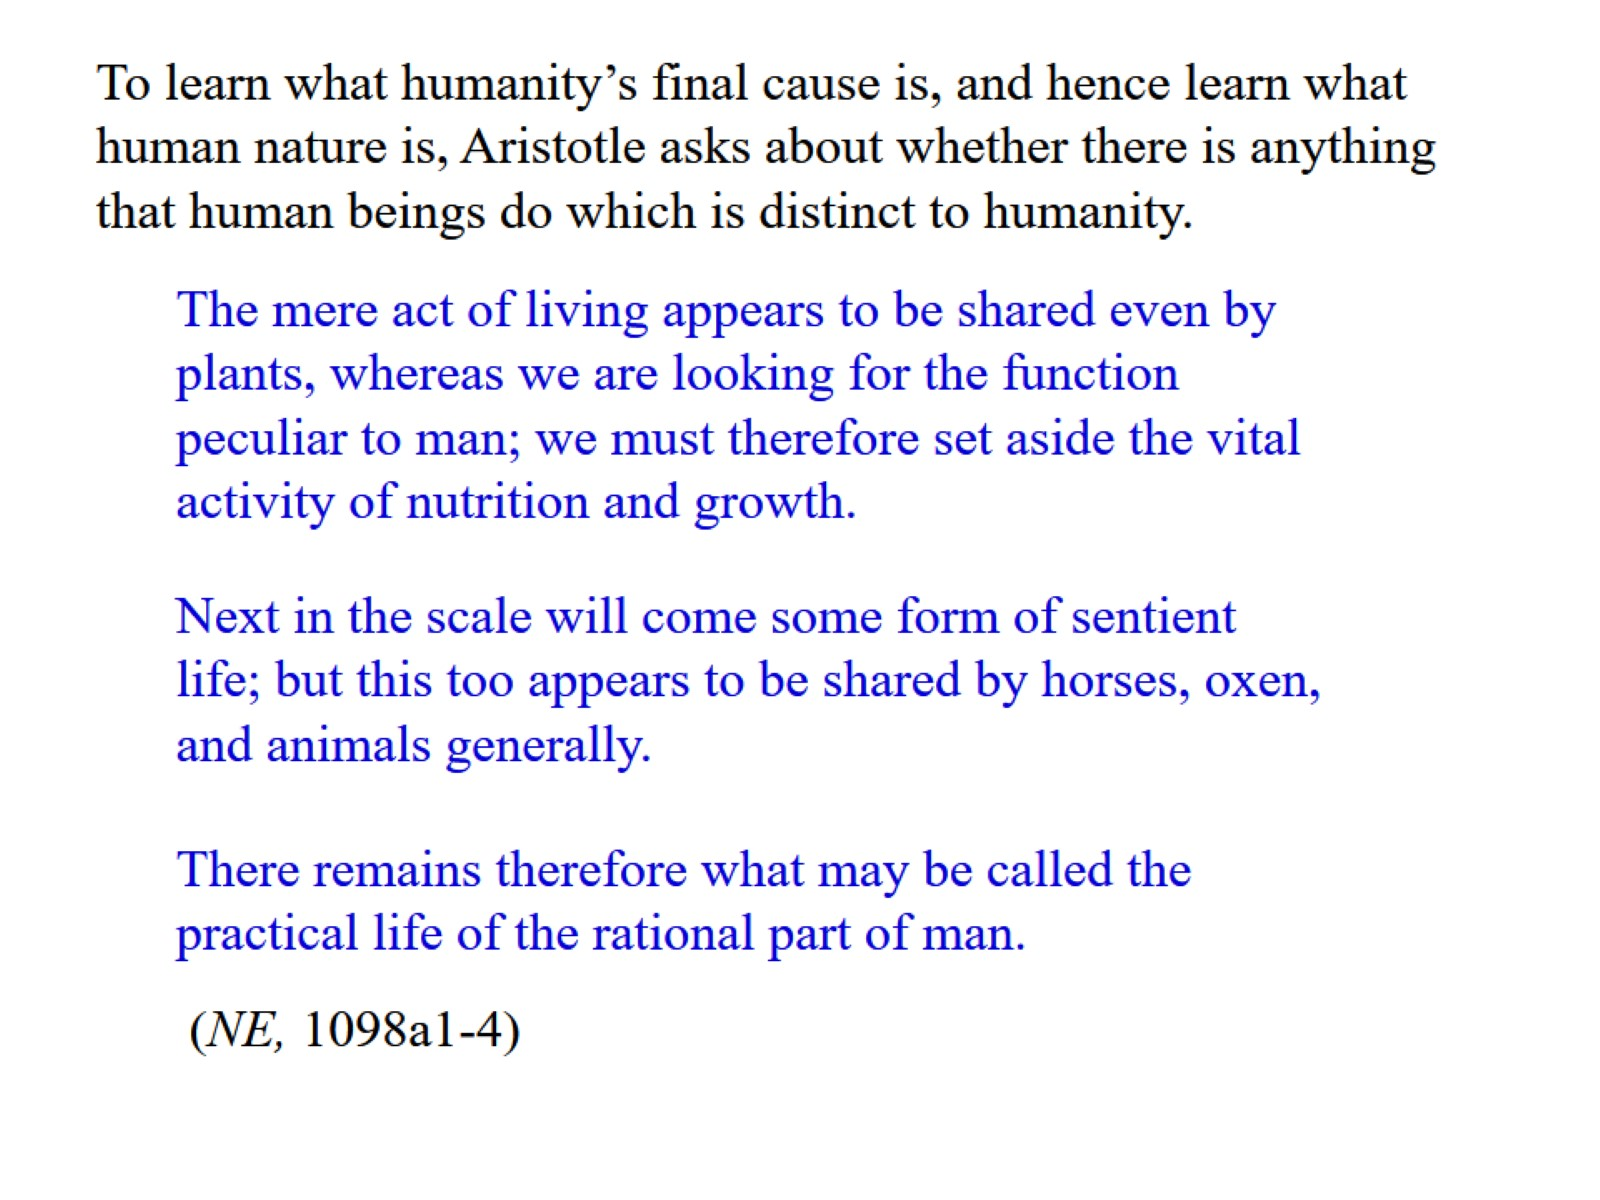 To learn what humanity’s final cause is, and hence learn what
human nature is, Aristotle asks about whether there is anything
that human beings do which is distinct to humanity.
The mere act of living appears to be shared even by
plants, whereas we are looking for the function
peculiar to man; we must therefore set aside the vital
activity of nutrition and growth.
Next in the scale will come some form of sentient
life; but this too appears to be shared by horses, oxen,
and animals generally.
There remains therefore what may be called the
practical life of the rational part of man.
(NE, 1098a1-4)